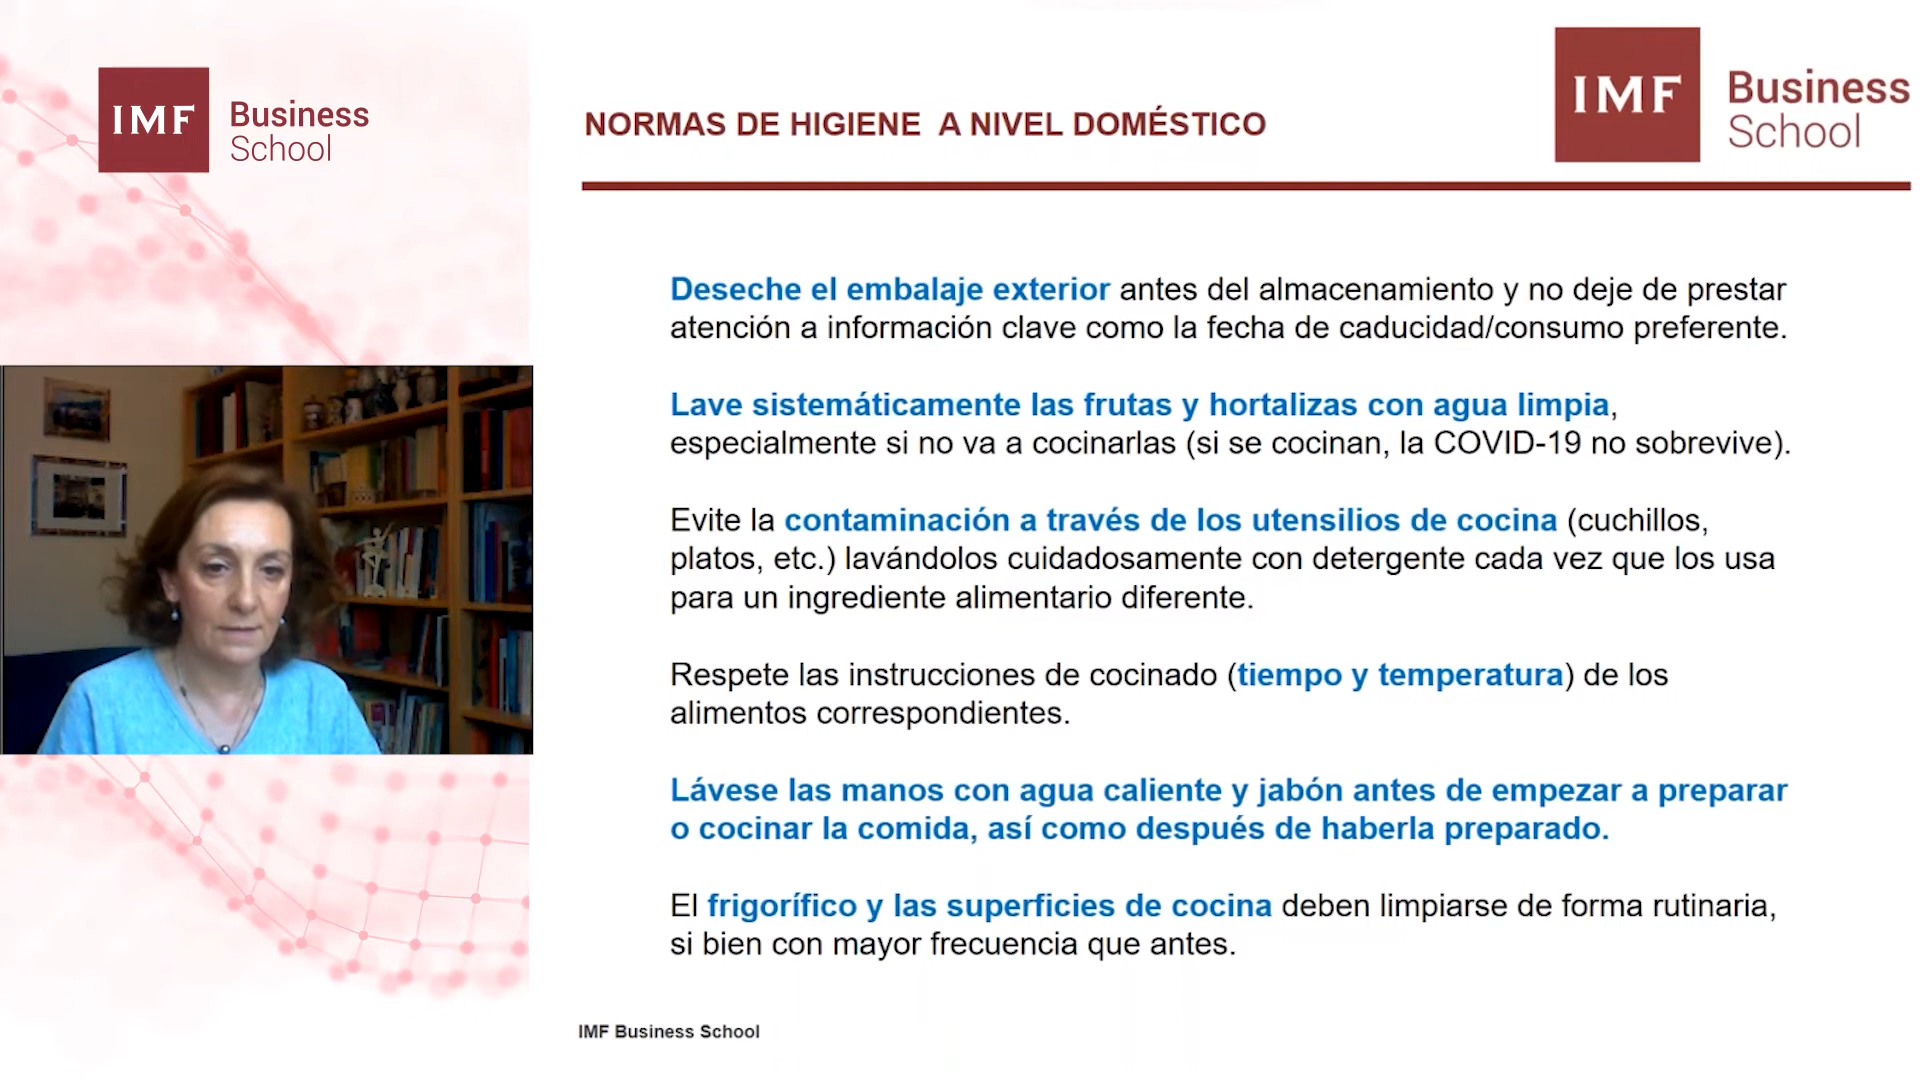 IMF Business
School
NORMAS DE HIGIENE A NIVEL DOMÉSTICO
IMF Business
School
Deseche el embalaje exterior antes del almacenamiento y no deje de prestar
atención a información clave como la fecha de caducidad/consumo preferente.
Lave sistemáticamente las frutas y hortalizas con agua limpia,
especialmente si no va a cocinarlas (si se cocinan, la COVID-19 no sobrevive).
Evite la contaminación a través de los utensilios de cocina (cuchillos,
platos, etc.) lavándolos cuidadosamente con detergente cada vez que los usa
para un ingrediente alimentario diferente.
Respete las instrucciones de cocinado (tiempo y temperatura) de los
alimentos correspondientes.
Lávese las manos con agua caliente y jabón antes de empezar a preparar
o cocinar la comida, así como después de haberla preparado.
El frigorífico y las superficies de cocina deben limpiarse de forma rutinaria,
si bien con mayor frecuencia que antes.
IMF Business School